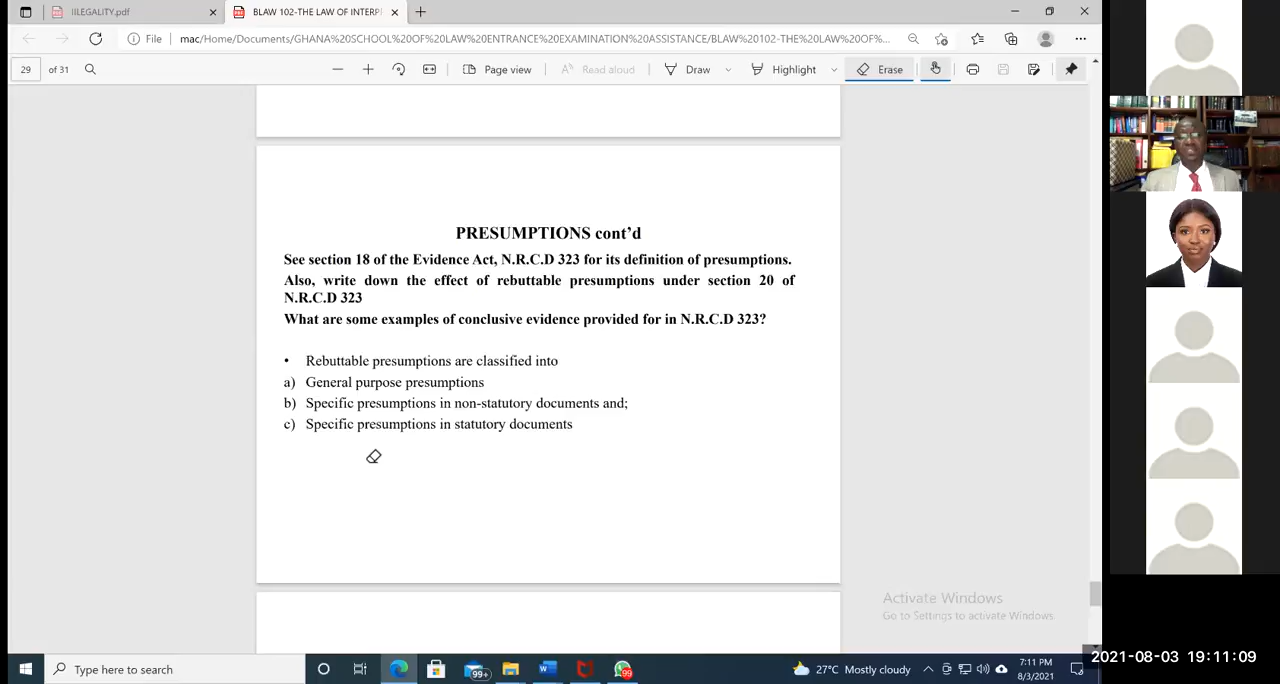 IILEGALITY.pdf
BLAW 102-THE LAW OF INTERP
File
mac/Home/Documents/GHANA%20SCHOOL%20OF%20LAW%20ENTRANCE%20EXAMINATION%20ASSISTANCE/BLAW%20102-THE%20LAW%20OF%...
29 of 31
Page view
Read aloud
Draw
Highlight
Erase
PRESUMPTIONS cont’d
See section 18 of the Evidence Act, N.R.C.D 323 for its definition of presumptions.
Also, write down the effect of rebuttable presumptions under section 20 of
N.R.C.D 323
What are some examples of conclusive evidence provided for in N.R.C.D 323?
• Rebuttable presumptions are classified into
a) General purpose presumptions
b) Specific presumptions in non-statutory documents and;
c) Specific presumptions in statutory documents
Activate Windows
Go to Settings to activate Windows
Type here to search
99+
99
27°C Mostly cloudy
7:11 PM
8/3/2021
2021-08-03 19:11:09